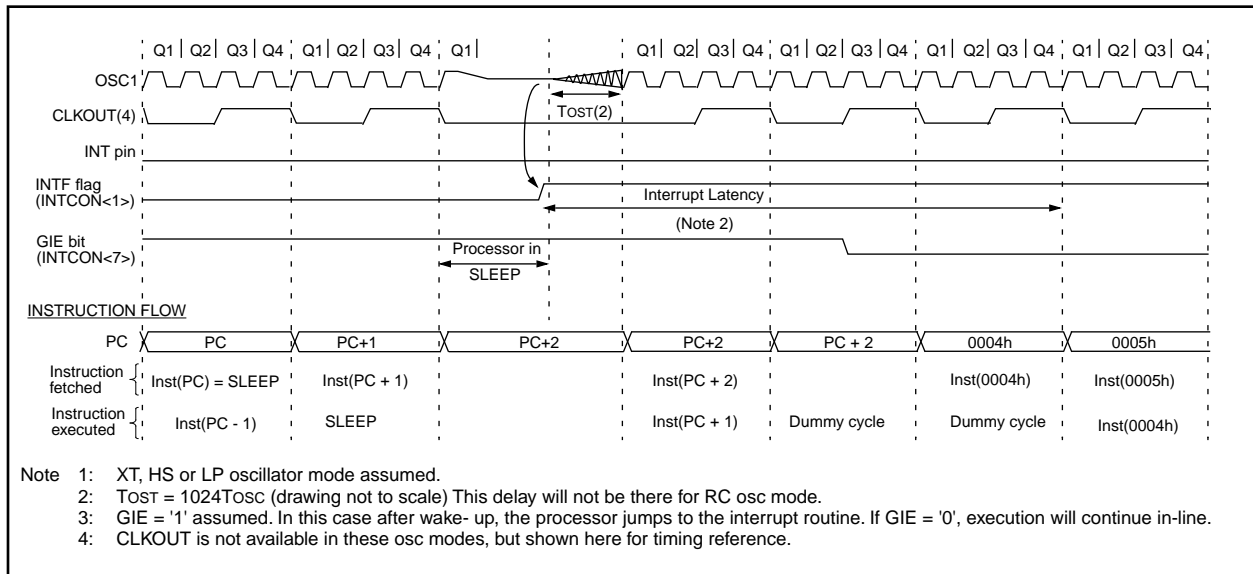 Q1 Q2 Q3 Q4 Q1 Q2 Q3 Q4 Q1 Q1 Q2 Q3 Q4 Q1 Q2 Q3 Q4 Q1 Q2 Q3 Q4 Q1 Q2 Q3 Q4
OSC1
TOST(2)
CLKOUT(4)
INT pin
INTF flag
(INTCON<1>)
Interrupt Latency
(Note 2)
GIE bit
(INTCON<7>)
Processor in
SLEEP
INSTRUCTION FLOW
PC PC PC+1 PC+2 PC+2 PC + 2 0004h 0005h
Instruction
fetched
Inst(PC) = SLEEP Inst(PC + 1) Inst(PC + 2) Inst(0004h) Inst(0005h)
Instruction
executed
Inst(PC - 1) SLEEP Inst(PC + 1) Dummy cycle Dummy cycle Inst(0004h)
Note 1: XT, HS or LP oscillator mode assumed.
2: TOST = 1024TOSC (drawing not to scale) This delay will not be there for RC osc mode.
3: GIE = '1' assumed. In this case after wake- up, the processor jumps to the interrupt routine. If GIE = '0', execution will continue in-line.
4: CLKOUT is not available in these osc modes, but shown here for timing reference.